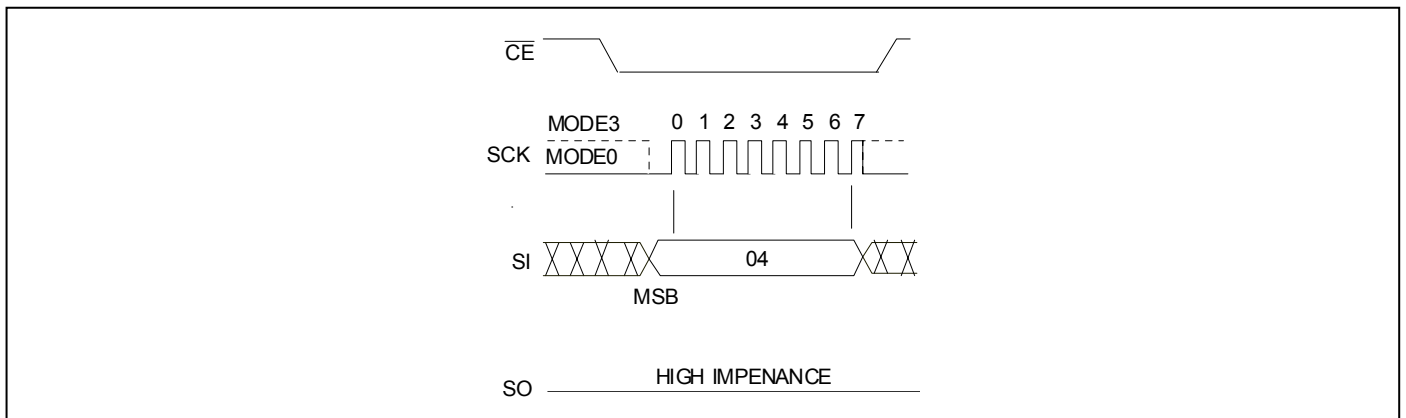 CE
MODE3 0 1 2 3 4 5 6 7
SCK MODE0
SI 04
MSB
HIGH IMPENANCE
SO